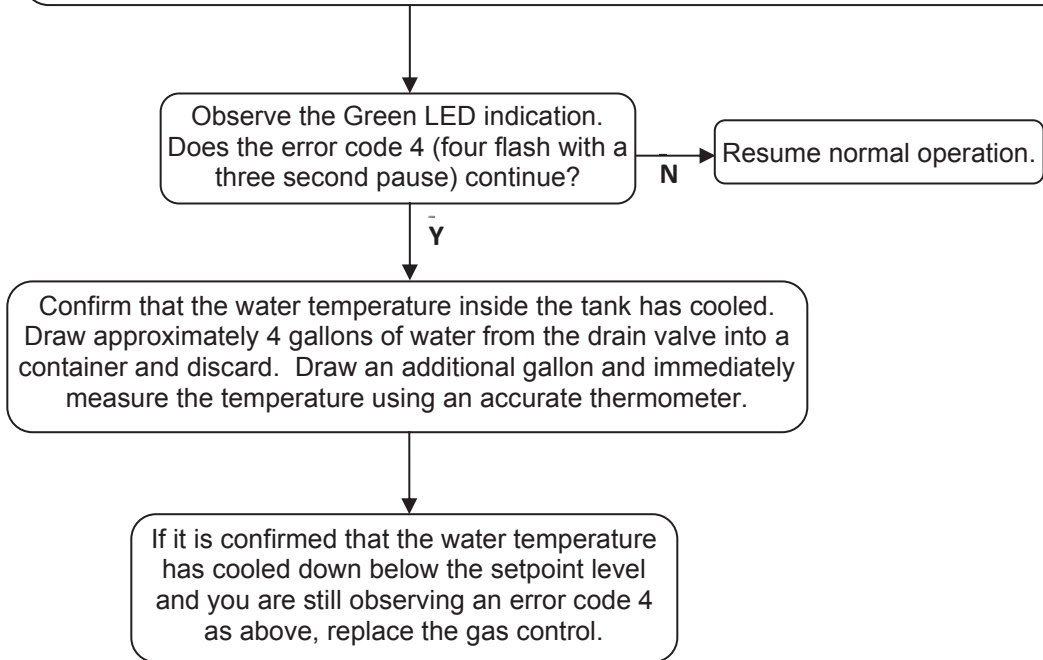 Observe the Green LED indication.
Does the error code 4 (four flash with a
three second pause) continue?
N
Resume normal operation.
Y
Confirm that the water temperature inside the tank has cooled.
Draw approximately 4 gallons of water from the drain valve into a
container and discard.  Draw an additional gallon and immediately
measure the temperature using an accurate thermometer.
If it is confirmed that the water temperature
has cooled down below the setpoint level
and you are still observing an error code 4
as above, replace the gas control.